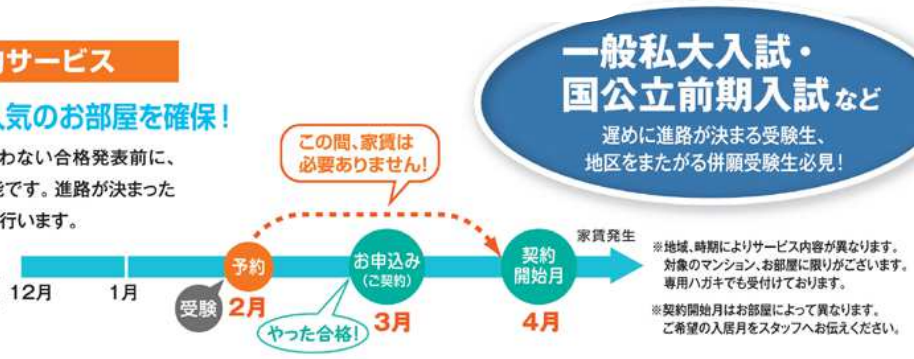 サービス
人気のお部屋を確保！
わない合格発表前に、
能です。進路が決まった
行います。
一般私大入試・
国公立前期入試など
遅めに進路が決まる受験生、
地区をまたがる併願受験生必見！
この間、家賃は
必要ありません！
12月
1月
受験
予約
2月
お申込み
（ご契約）
3月
やった合格！
契約
開始月
4月
家賃発生
※地域、時期によりサービス内容が異なります。
対象のマンション、お部屋に限りがございます。
専用ハガキでも受付けております。
※契約開始月はお部屋によって異なります。
ご希望の入居月をスタッフへお伝えください。